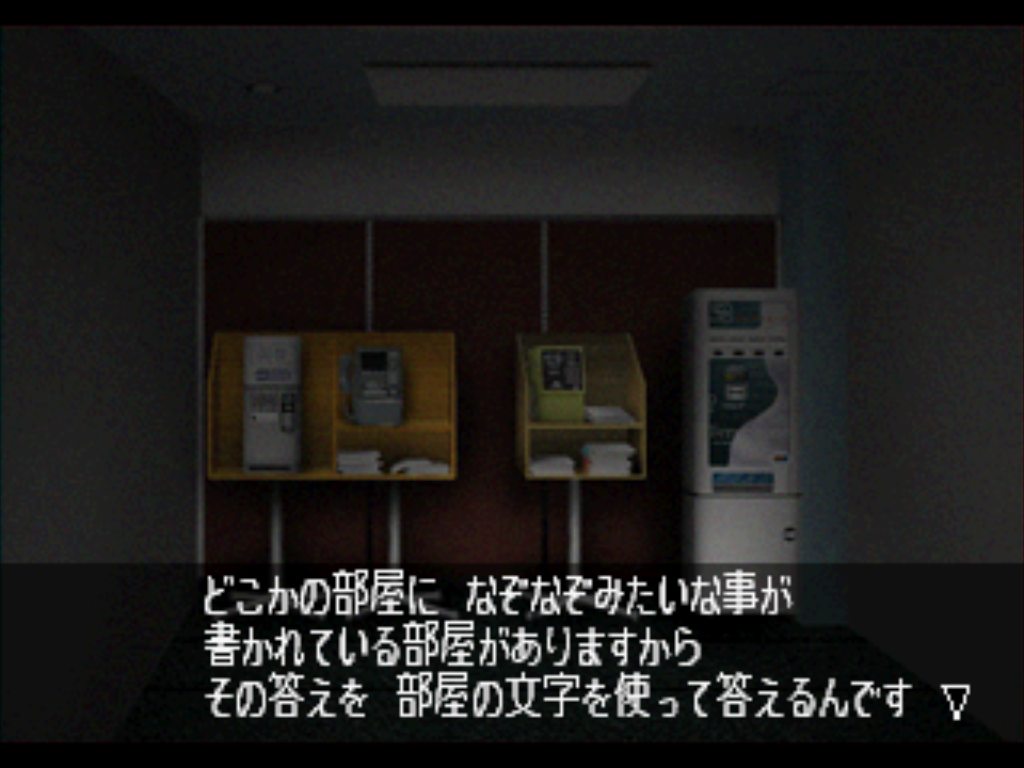 どこかの部屋に なぞなぞみたいな事が
書かれている部屋がありますから
その答えを 部屋の文字を使って答えるんです ▽